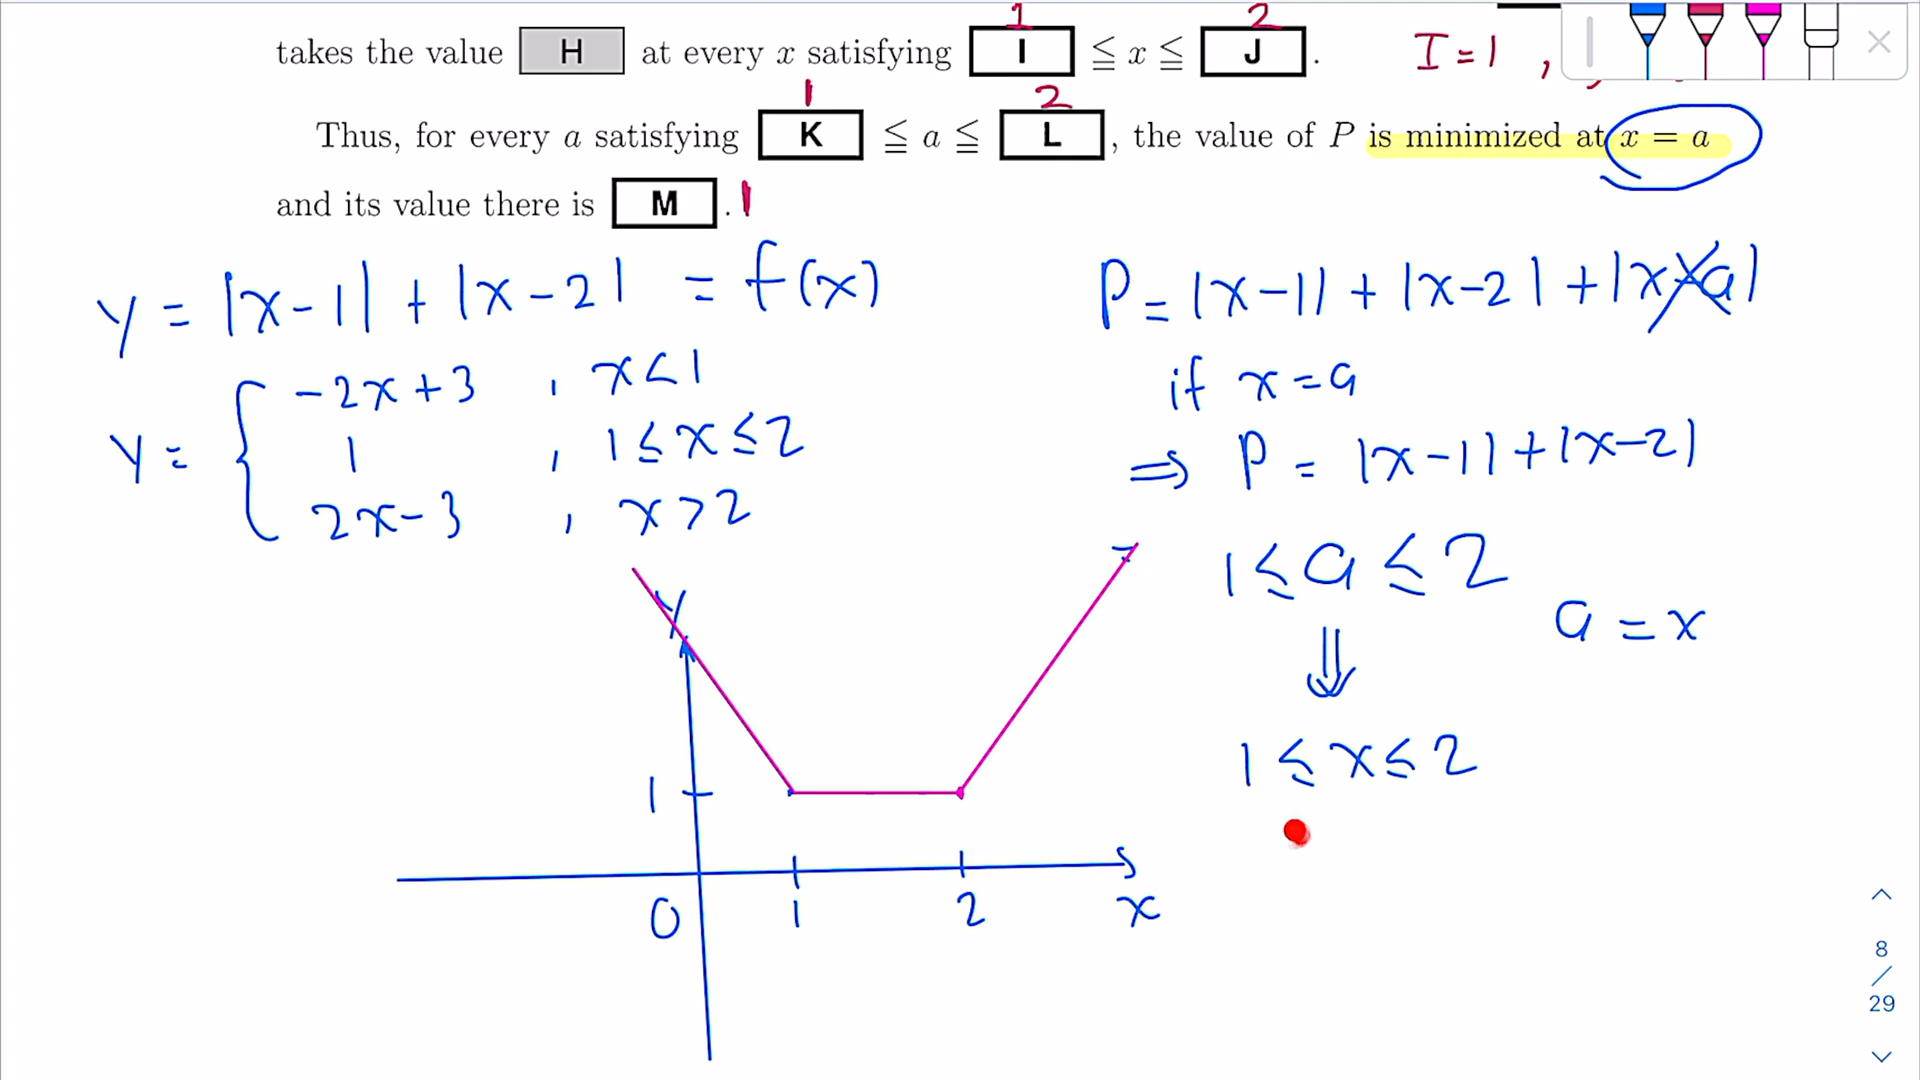 1 2
takes the value H at every x satisfying I ≦ x ≦ J . I = 1 ,
1 2
Thus, for every a satisfying K ≦ a ≦ L , the value of P is minimized at x = a
and its value there is M . 1
y = |x-1| + |x-2| = f(x)
y = { -2x+3 , x<1
1 , 1≤x≤2
2x-3 , x>2
P = |x-1| + |x-2| + |x-a|
if x=a
⇒ P = |x-1| + |x-2|
1 ≤ a ≤ 2
a = x
⇓
1 ≤ x ≤ 2
y
1
0 1 2 x
8
/
29